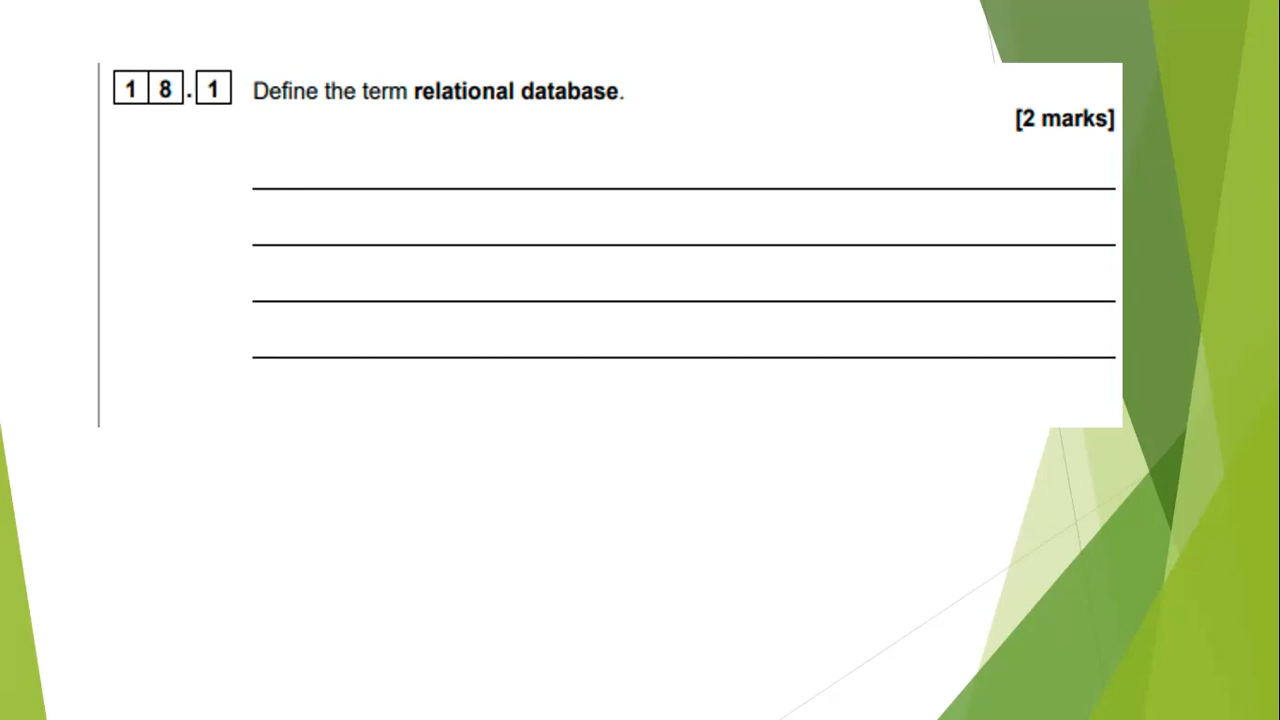 18.1 Define the term relational database.
[2 marks]